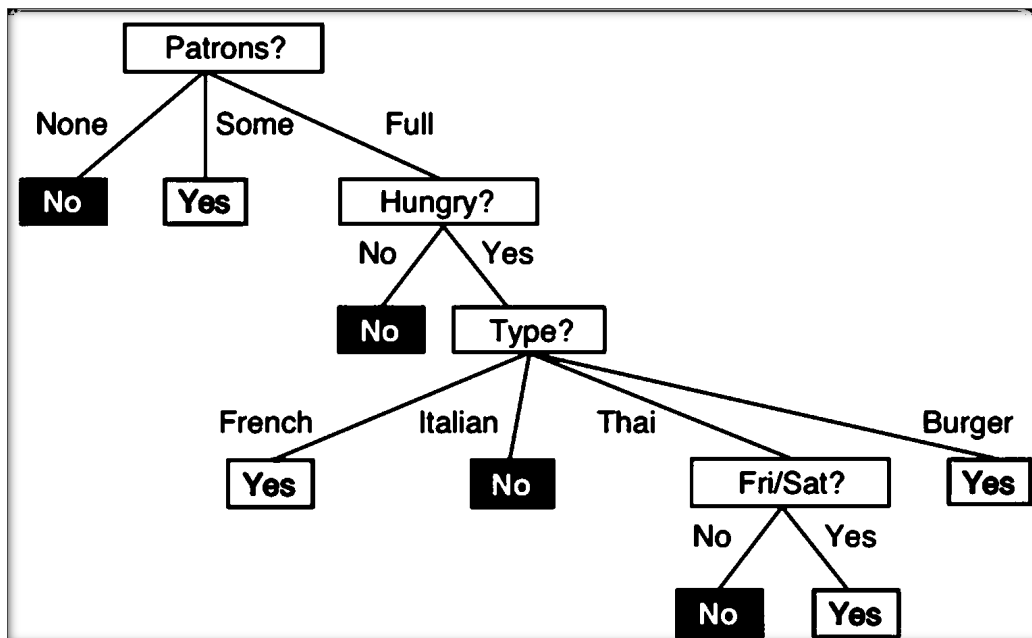 Patrons?
None Some Full
No Yes Hungry?
No Yes
No Type?
French Italian Thai Burger
Yes No Fri/Sat? Yes
No Yes
No Yes